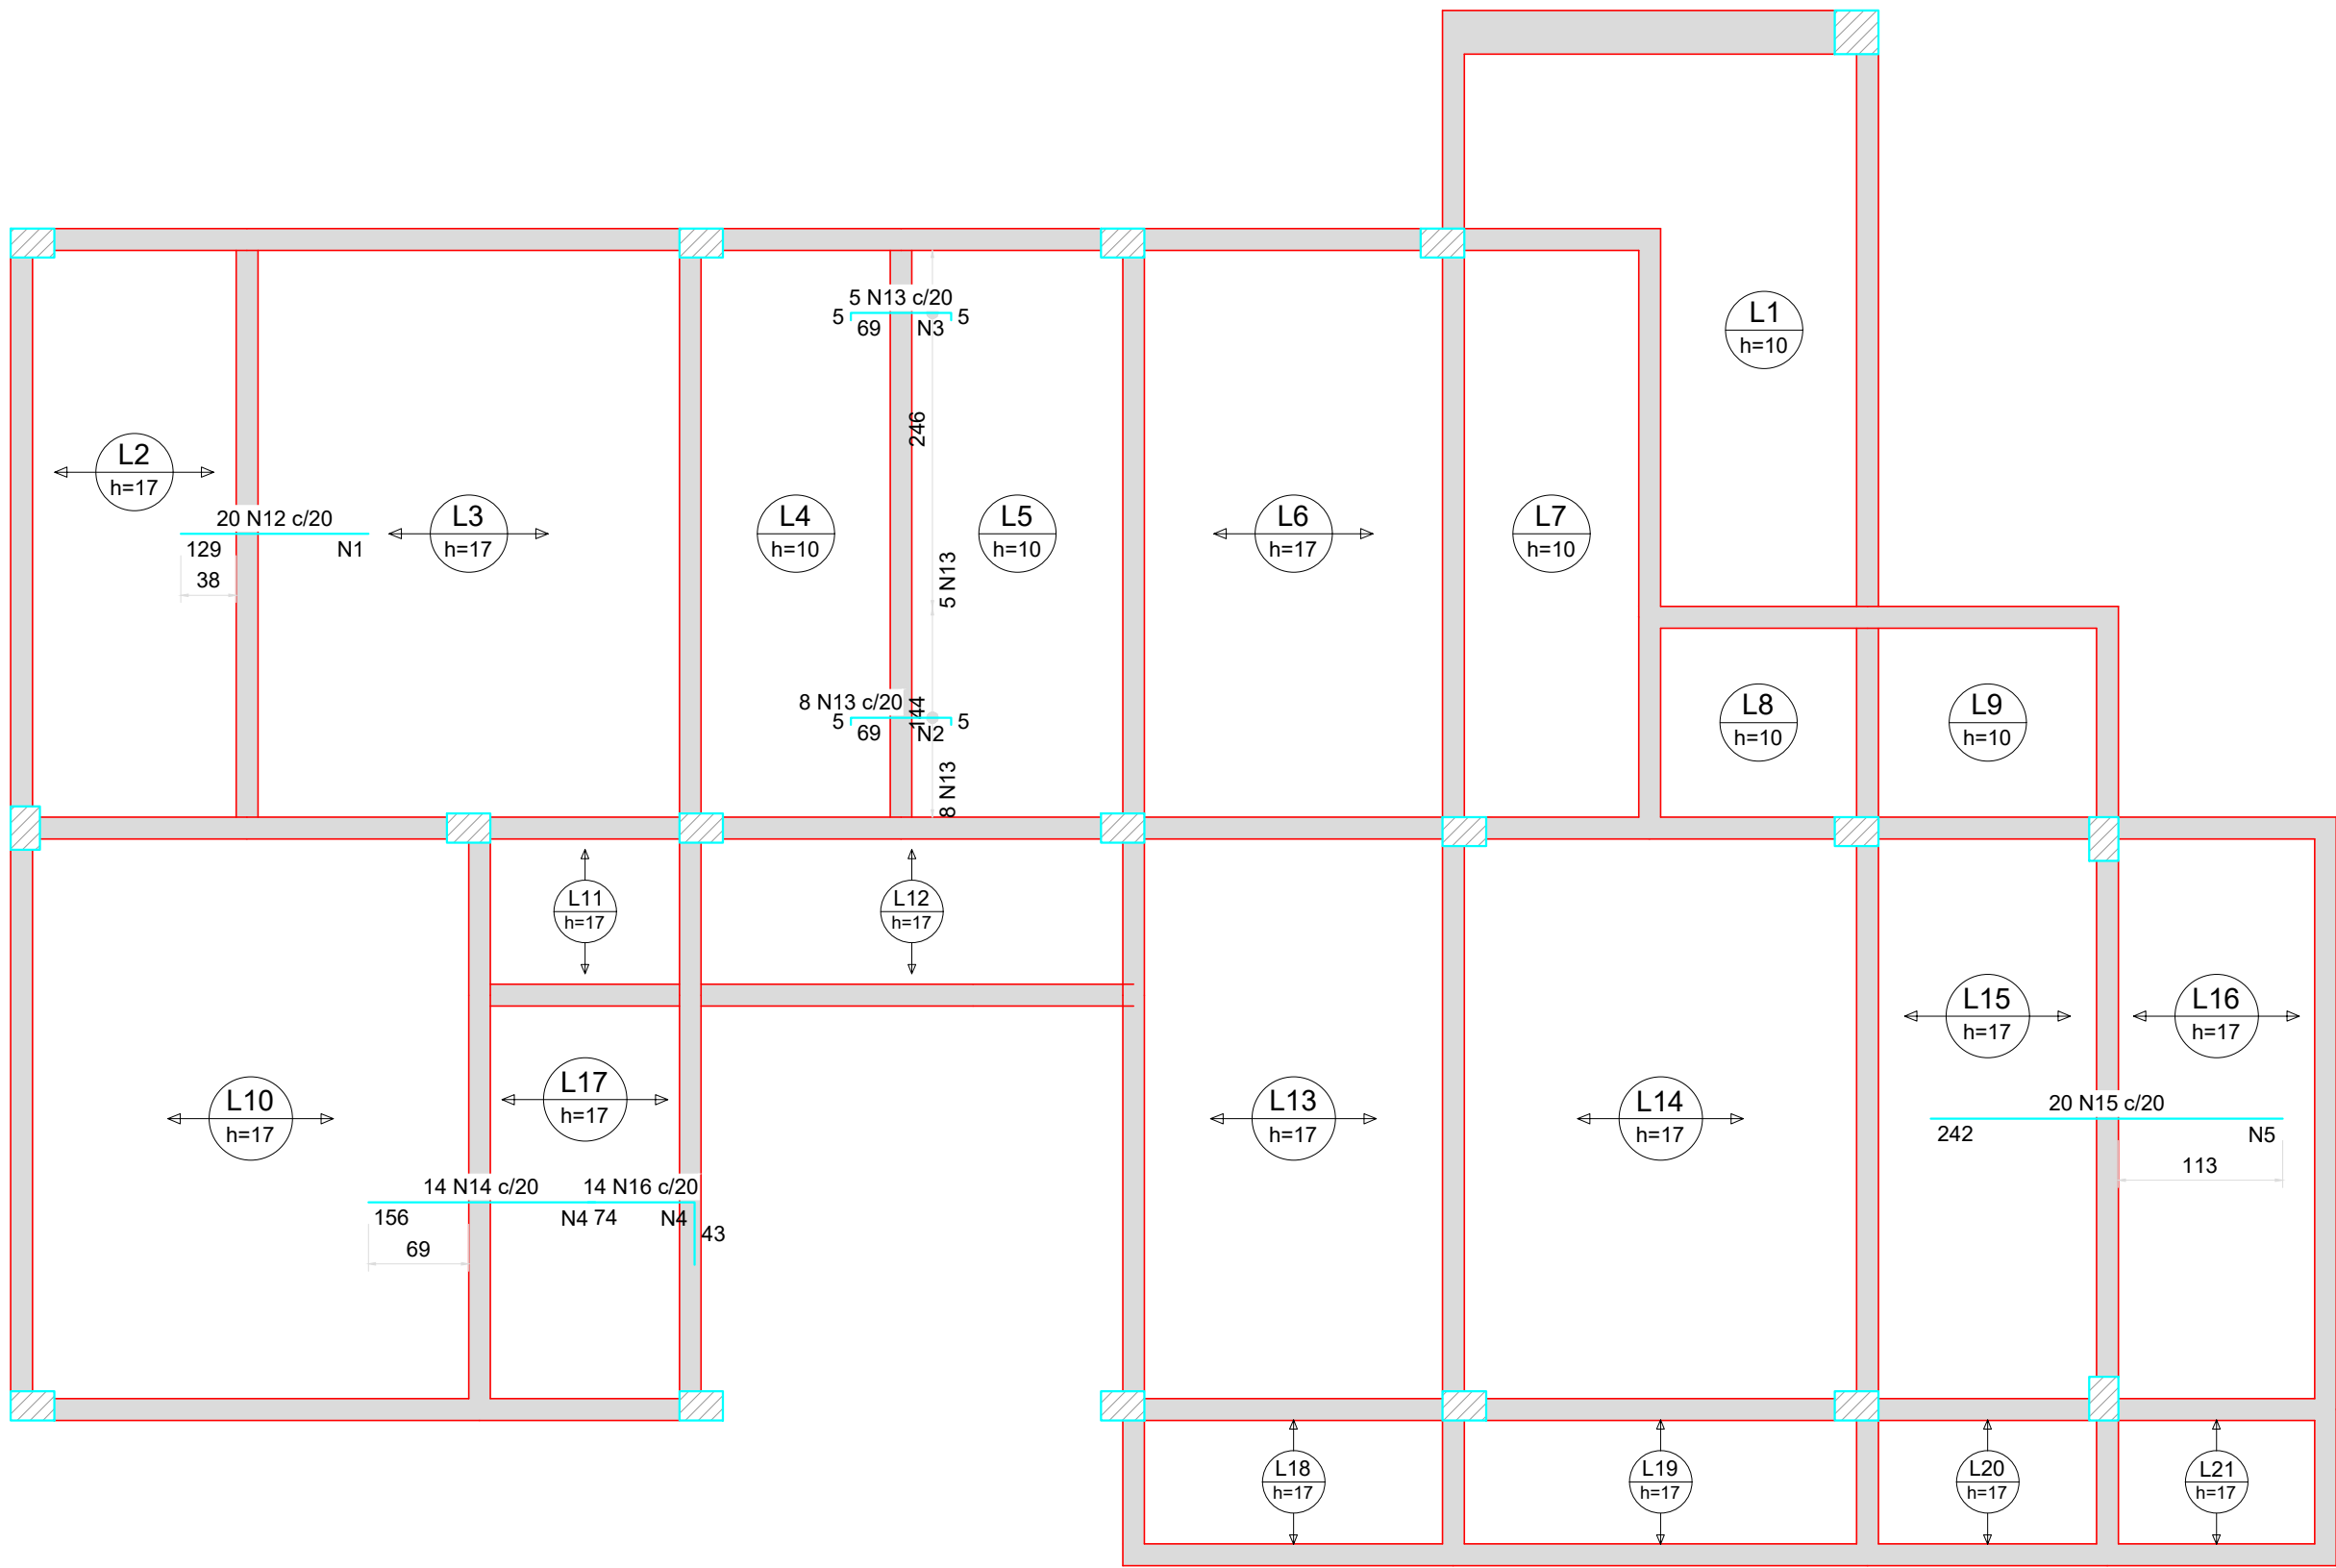 L1
h=10
5 N13 c/20
5
5
69
N3
246
L2
h=17
20 N12 c/20
129
N1
38
L3
h=17
L4
h=10
L5
h=10
5 N13
L6
h=17
L7
h=10
8 N13 c/20
144
5
5
69
N2
8 N13
L8
h=10
L9
h=10
L11
h=17
L12
h=17
L10
h=17
L17
h=17
L13
h=17
L14
h=17
L15
h=17
L16
h=17
20 N15 c/20
242
N5
113
14 N14 c/20
14 N16 c/20
156
N4
74
N4
43
69
L18
h=17
L19
h=17
L20
h=17
L21
h=17